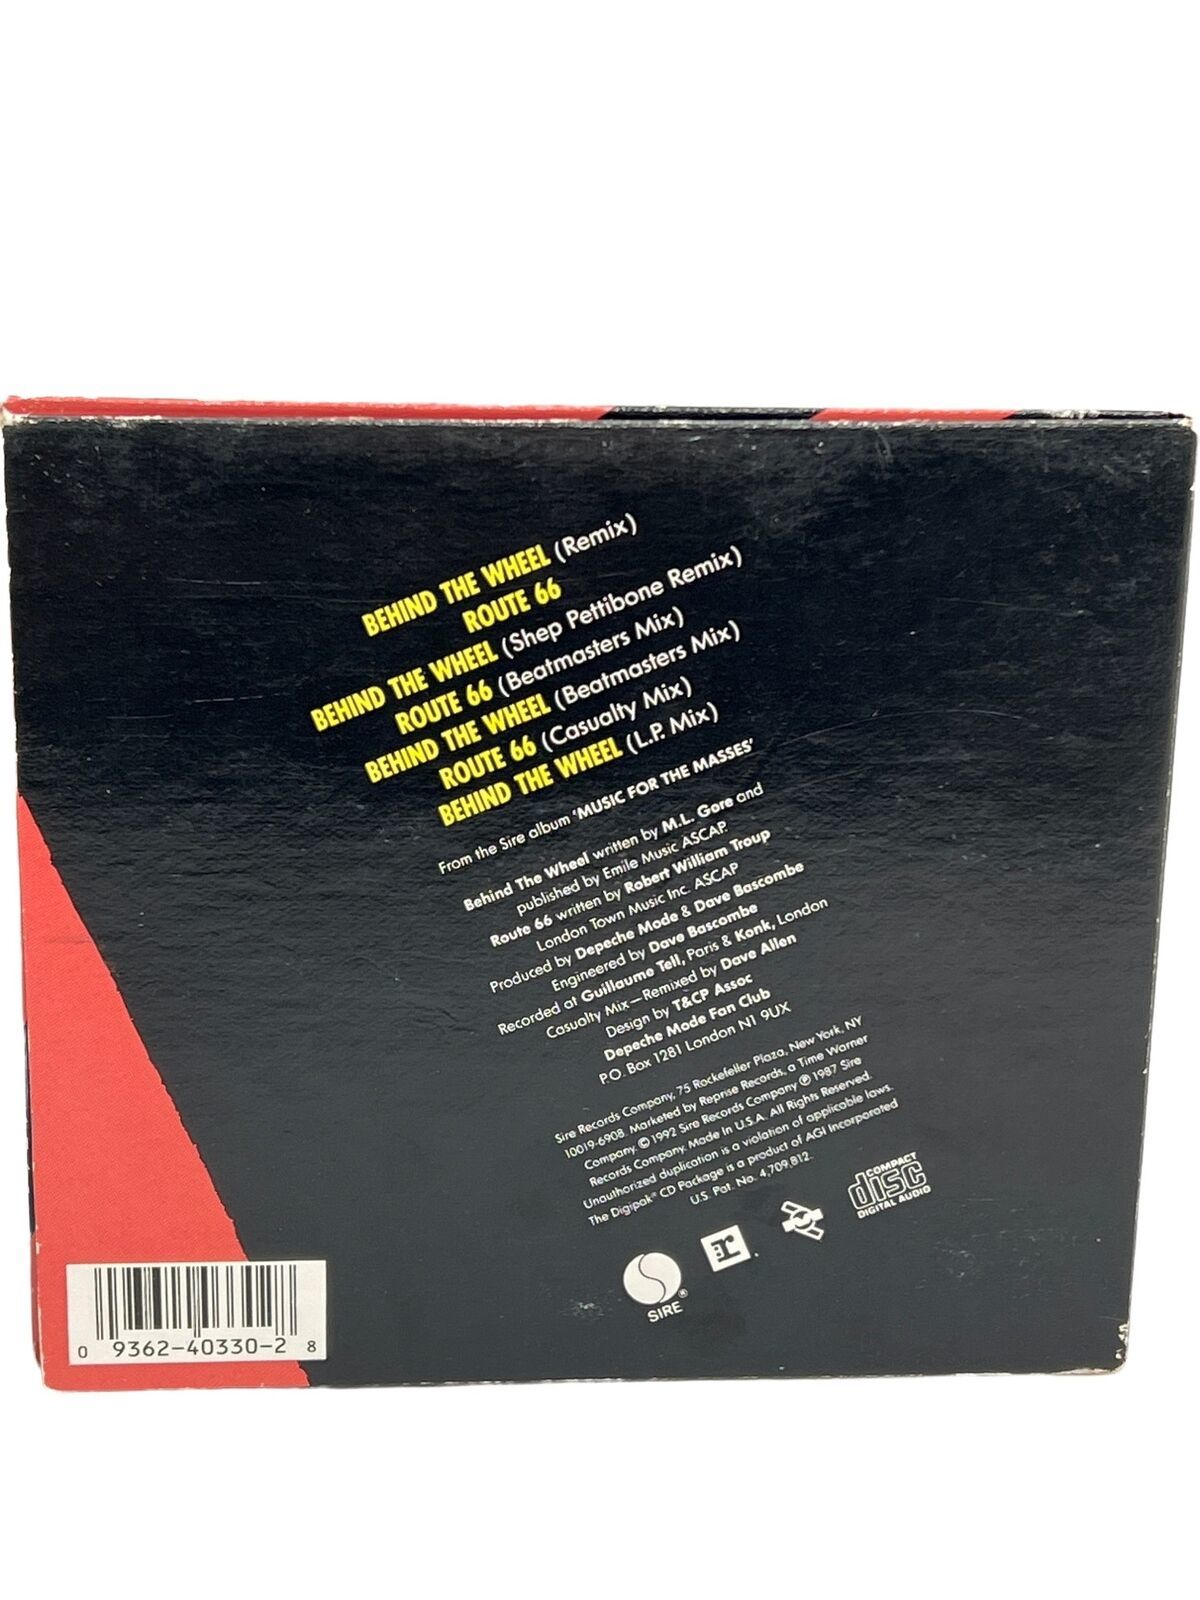 BEHIND THE WHEEL (Remix)
ROUTE 66
BEHIND THE WHEEL (Shep Pettibone Remix)
ROUTE 66 (Beatmasters Mix)
BEHIND THE WHEEL (Beatmasters Mix)
ROUTE 66 (Casualty Mix)
BEHIND THE WHEEL (L.P. Mix)
From the Sire album 'MUSIC FOR THE MASSES'
Behind The Wheel written by M.L. Gore and
published by Emile Music ASCAP.
Route 66 written by Robert William Troup
London Town Music Inc. ASCAP
Produced by Depeche Mode & Dave Bascombe
Engineered by Dave Bascombe
Recorded at Guillaume Tell, Paris & Konk, London
Casualty Mix—Remixed by Dave Allen
Design by T&CP Assoc
Depeche Mode Fan Club
P.O. Box 1281 London N1 9UX
Sire Records Company, 75 Rockefeller Plaza, New York, NY
10019-6908. Marketed by Reprise Records, a Time Warner
Company. © 1992 Sire Records Company ℗ 1987 Sire
Records Company. Made in U.S.A. All Rights Reserved.
Unauthorized duplication is a violation of applicable laws.
The Digipak® CD Package is a product of AGI Incorporated
U.S. Pat. No. 4,709,812.
COMPACT
disc
DIGITAL AUDIO
SIRE®
0 9362-40330-2 8